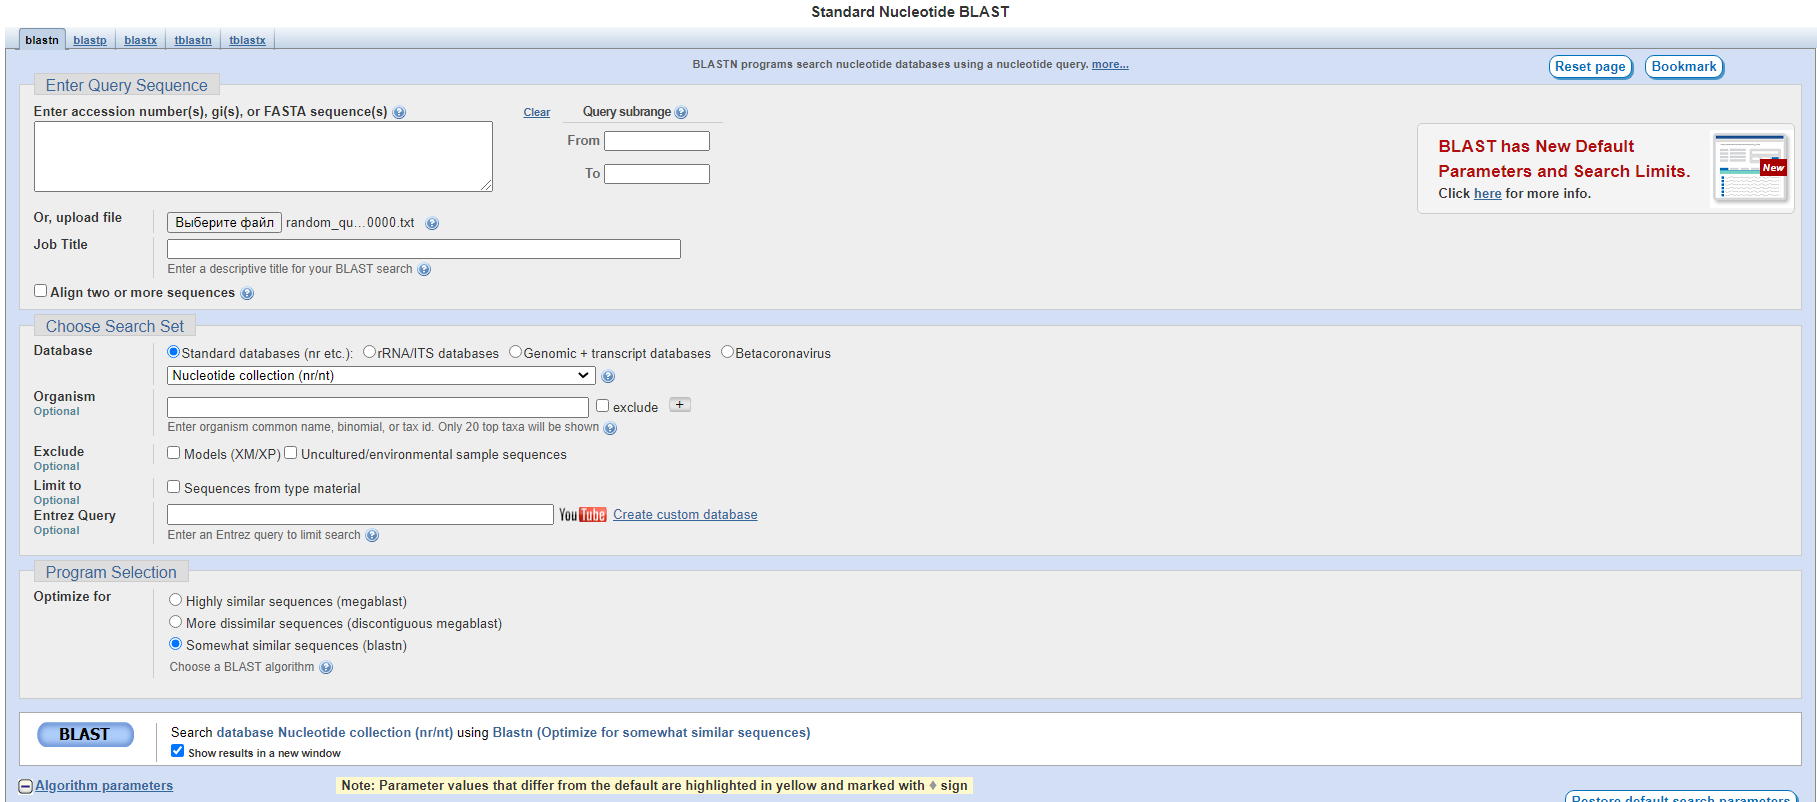 Standard Nucleotide BLAST
blastn blastp blastx tblastn tblastx
BLASTN programs search nucleotide databases using a nucleotide query. more...
Reset page Bookmark
Enter Query Sequence
Enter accession number(s), gi(s), or FASTA sequence(s) Clear Query subrange
From
To
BLAST has New Default
Parameters and Search Limits.
Click here for more info.
New
Or, upload file Выберите файл random_qu…0000.txt
Job Title
Enter a descriptive title for your BLAST search
Align two or more sequences
Choose Search Set
Database Standard databases (nr etc.): rRNA/ITS databases Genomic + transcript databases Betacoronavirus
Nucleotide collection (nr/nt)
Organism
Optional
exclude +
Enter organism common name, binomial, or tax id. Only 20 top taxa will be shown
Exclude
Optional
Models (XM/XP) Uncultured/environmental sample sequences
Limit to
Optional
Sequences from type material
Entrez Query
Optional
YouTube Create custom database
Enter an Entrez query to limit search
Program Selection
Optimize for
Highly similar sequences (megablast)
More dissimilar sequences (discontiguous megablast)
Somewhat similar sequences (blastn)
Choose a BLAST algorithm
BLAST
Search database Nucleotide collection (nr/nt) using Blastn (Optimize for somewhat similar sequences)
Show results in a new window
Algorithm parameters
Note: Parameter values that differ from the default are highlighted in yellow and marked with ♦ sign
Restore default search parameters